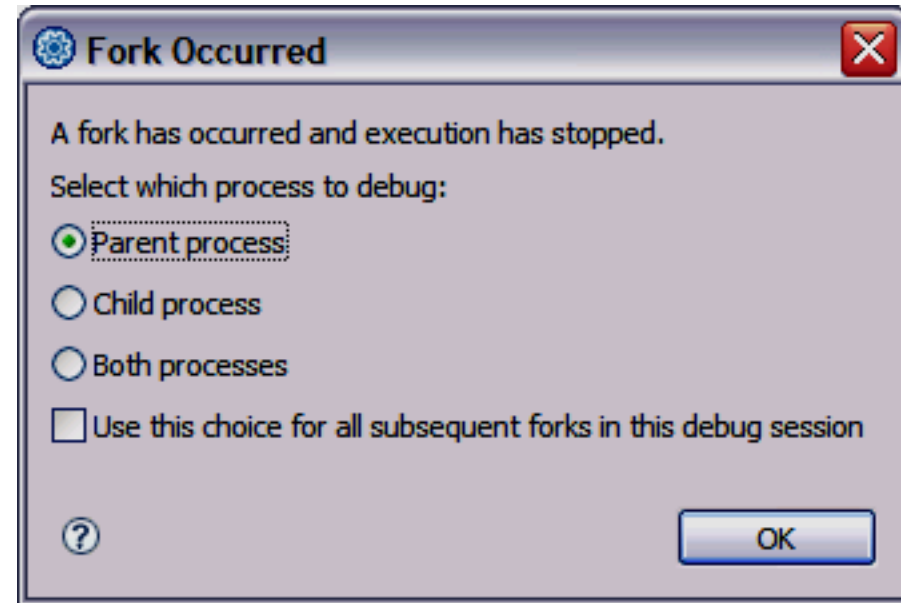 Fork Occurred
A fork has occurred and execution has stopped.
Select which process to debug:
Parent process
Child process
Both processes
Use this choice for all subsequent forks in this debug session
?
OK